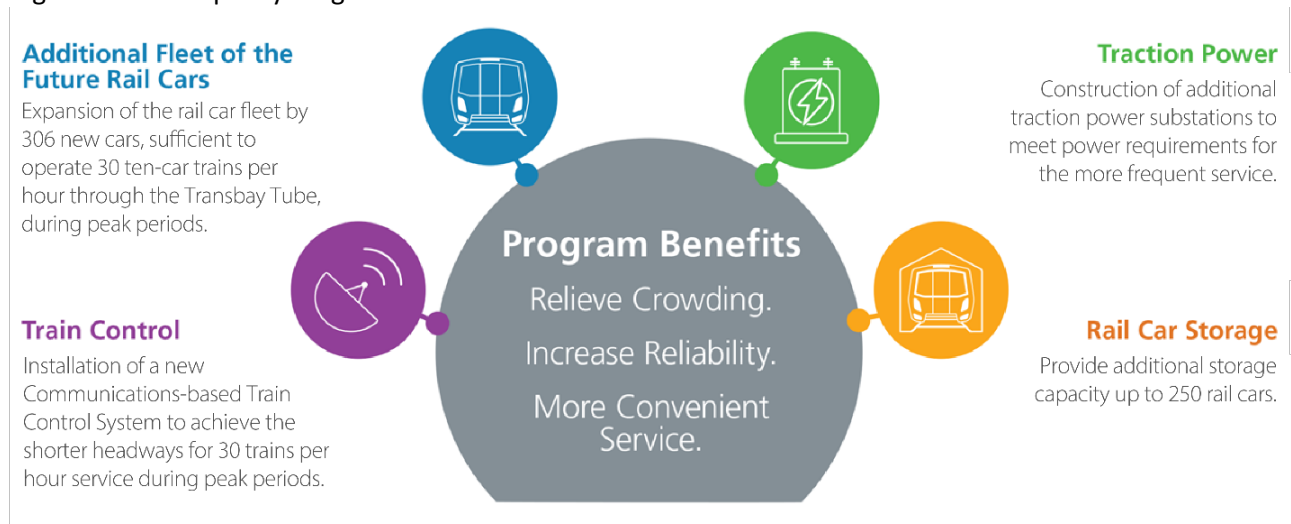 Additional Fleet of the
Future Rail Cars
Expansion of the rail car fleet by
306 new cars, sufficient to
operate 30 ten-car trains per
hour through the Transbay Tube,
during peak periods.
Train Control
Installation of a new
Communications-based Train
Control System to achieve the
shorter headways for 30 trains per
hour service during peak periods.
Program Benefits
Relieve Crowding.
Increase Reliability.
More Convenient
Service.
Traction Power
Construction of additional
traction power substations to
meet power requirements for
the more frequent service.
Rail Car Storage
Provide additional storage
capacity up to 250 rail cars.